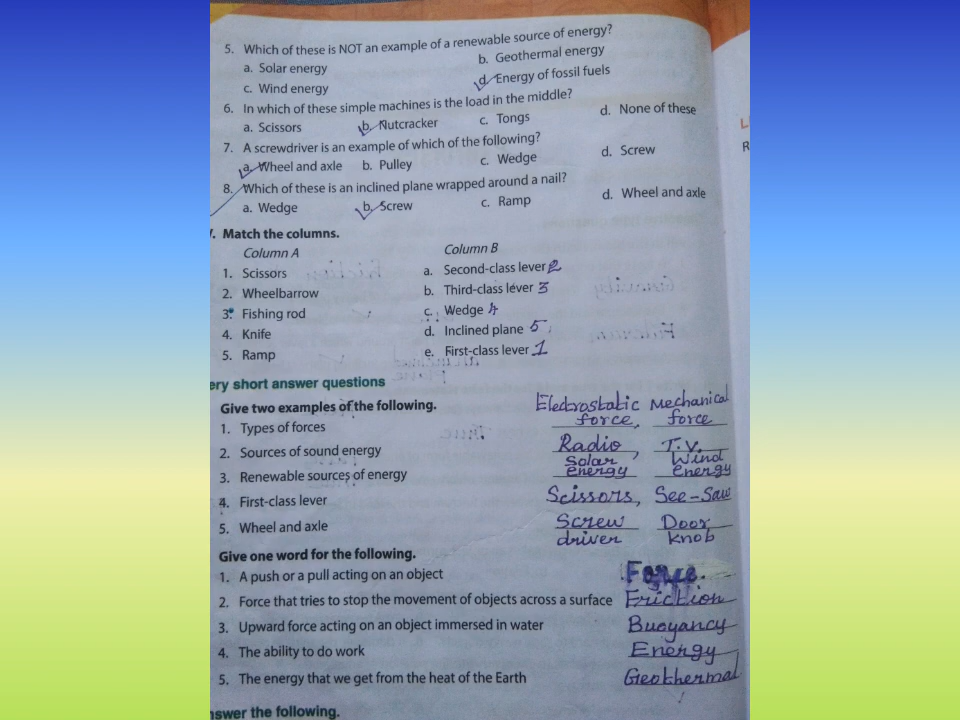 5. Which of these is NOT an example of a renewable source of energy?
a. Solar energy b. Geothermal energy
c. Wind energy d. Energy of fossil fuels
6. In which of these simple machines is the load in the middle?
a. Scissors b. Nutcracker c. Tongs d. None of these
7. A screwdriver is an example of which of the following?
a. Wheel and axle b. Pulley c. Wedge d. Screw
8. Which of these is an inclined plane wrapped around a nail?
a. Wedge b. Screw c. Ramp d. Wheel and axle
Match the columns.
Column A Column B
1. Scissors a. Second-class lever 2
2. Wheelbarrow b. Third-class lever 3
3. Fishing rod c. Wedge 4
4. Knife d. Inclined plane 5
5. Ramp e. First-class lever 1
ery short answer questions
Give two examples of the following.
1. Types of forces Electrostatic force, Mechanical force
2. Sources of sound energy Radio, T.V.
3. Renewable sources of energy Solar energy Wind energy
4. First-class lever Scissors, See-Saw
5. Wheel and axle Screw driver Door knob
Give one word for the following.
1. A push or a pull acting on an object Force.
2. Force that tries to stop the movement of objects across a surface Friction
3. Upward force acting on an object immersed in water Buoyancy
4. The ability to do work Energy
5. The energy that we get from the heat of the Earth Geothermal
nswer the following.